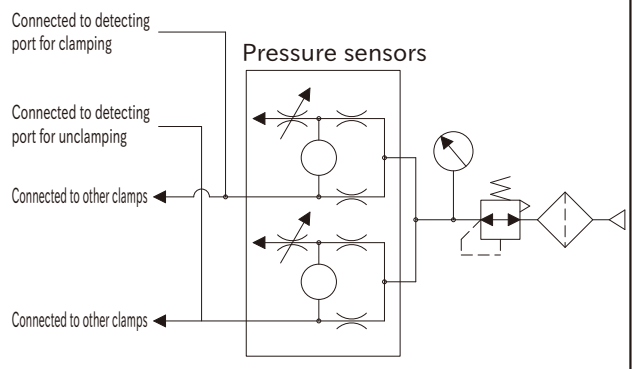 Connected to detecting
port for clamping
Pressure sensors
Connected to detecting
port for unclamping
Connected to other clamps
Connected to other clamps